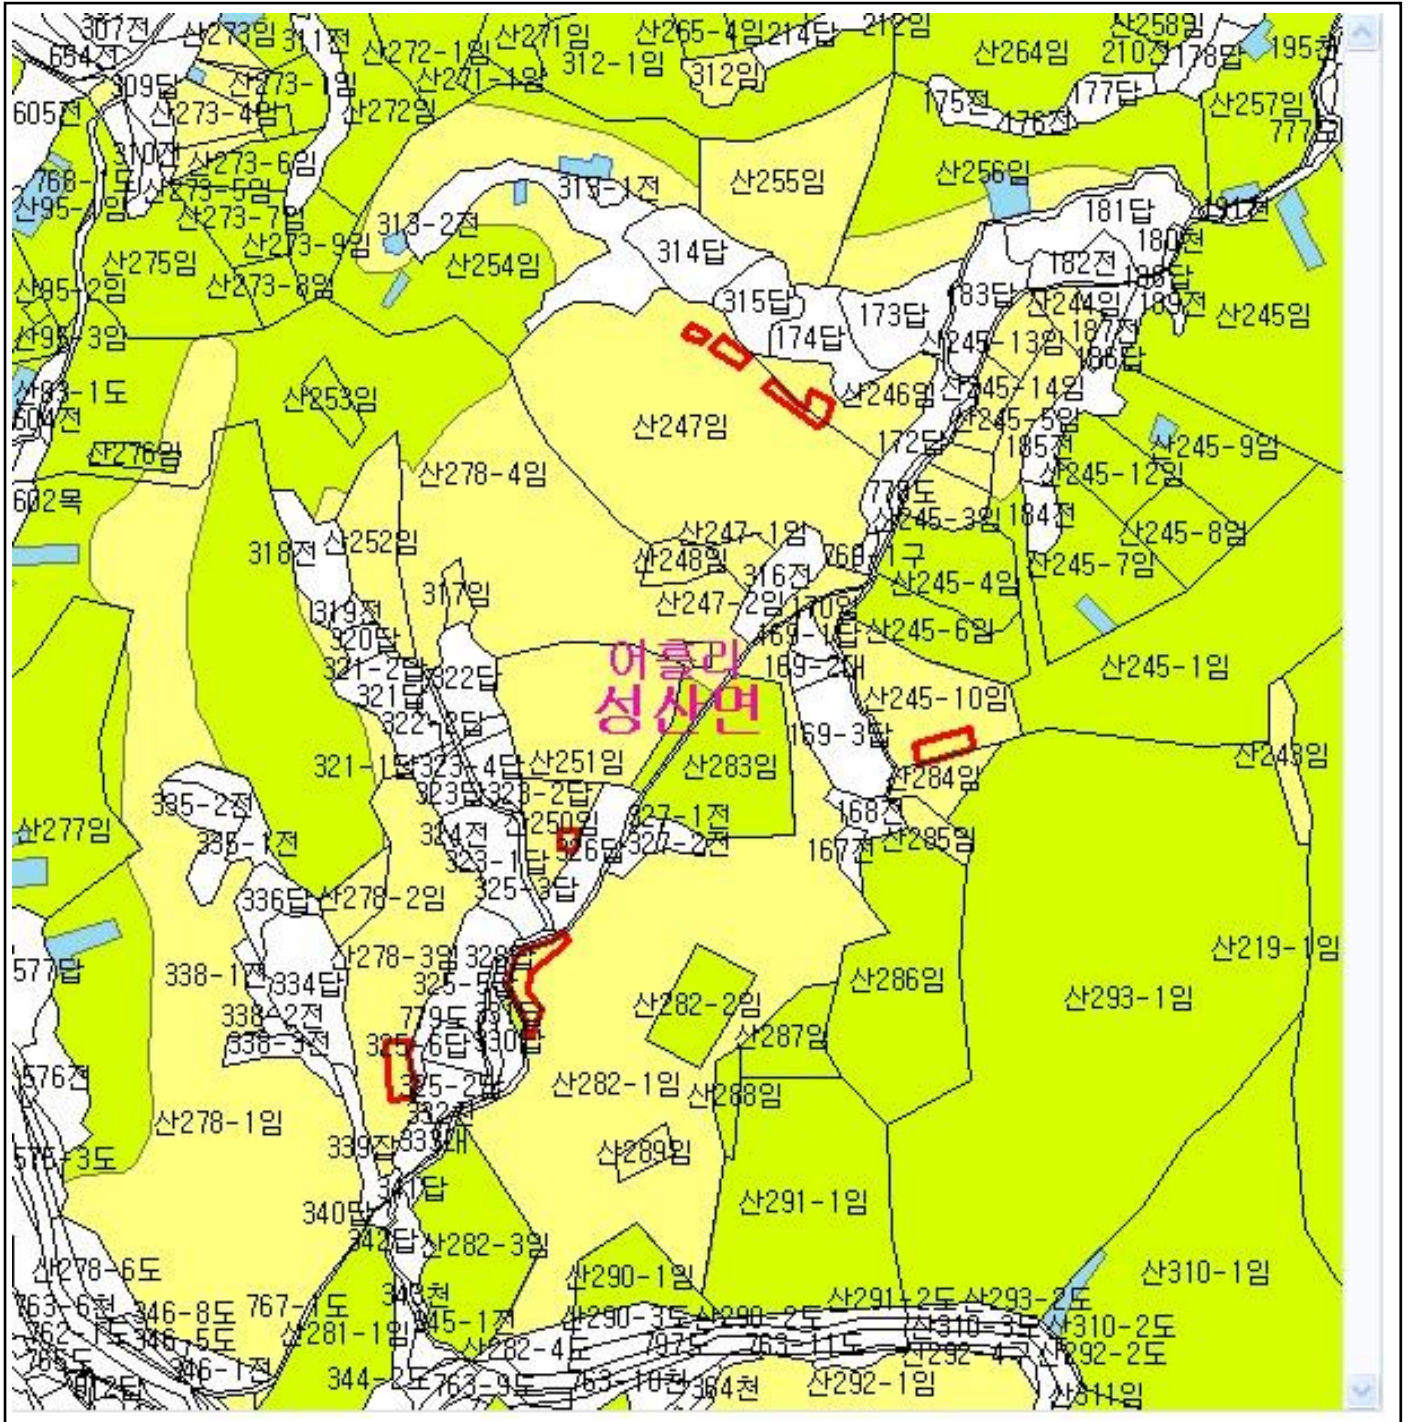 307전
산273임
311전
산272-1임
산271임
산265-4임
214답
212임
산258임
654전
312-1임
산264임
210전
178답
195전
309답
산273-1임
산271-1임
312임
177답
605전
산273-4임
산272임
175전
176전
산257임
310전
산273-6임
768-1도
산273-5임
313-1전
산255임
산256임
산273-7임
313-2전
181답
191전
산273-9임
314답
180천
산275임
산254임
182전
산95-2임
산273-8임
315답
183답
산244임
189전
산245임
174답
173답
187전
산95-3임
산245-13임
186답
산93-1도
산253임
산246임
산245-14임
604전
산247임
산245-5임
산276임
172답
185전
산245-9임
산278-4임
산245-12임
602목
산245-3임
184전
318전
산252임
산247-1임
산245-8임
산248임
산245-7임
316전
산245-4임
317임
319전
산247-2임
170임
320답
169-1답
산245-6임
어흘리
321-2답
322답
169-2대
산245-1임
321답
성산면
산245-10임
322-2답
169-3답
321-1답
323-4답
산251임
산283임
산243임
산284임
335-2전
323답
323-2답
산250임
327-1전
168전
산277임
335-1전
324전
326답
327-2전
산285임
323-1답
167전
336답
산278-2임
325-3답
산278-3임
산219-1임
577답
338-1전
334답
산286임
산282-2임
산293-1임
338-2전
779도
산287임
338-3전
325-6답
330답
576전
325-2답
산282-1임
산288임
산278-1임
332전
339잡
333대
산289임
575-3도
341답
산291-1임
340답
342답
산282-3임
산278-6도
산290-1임
산310-1임
763-6천
767-1도
343천
산291-2도
산293-2도
346-8도
345-1전
산290-3도
산290-2도
산310-2도
346-5도
산281-1임
산310-3도
산282-4도
797도
763-11도
산292-2도
346-1전
344-2도
763-9도
763-10천
364천
산292-1임
산311임